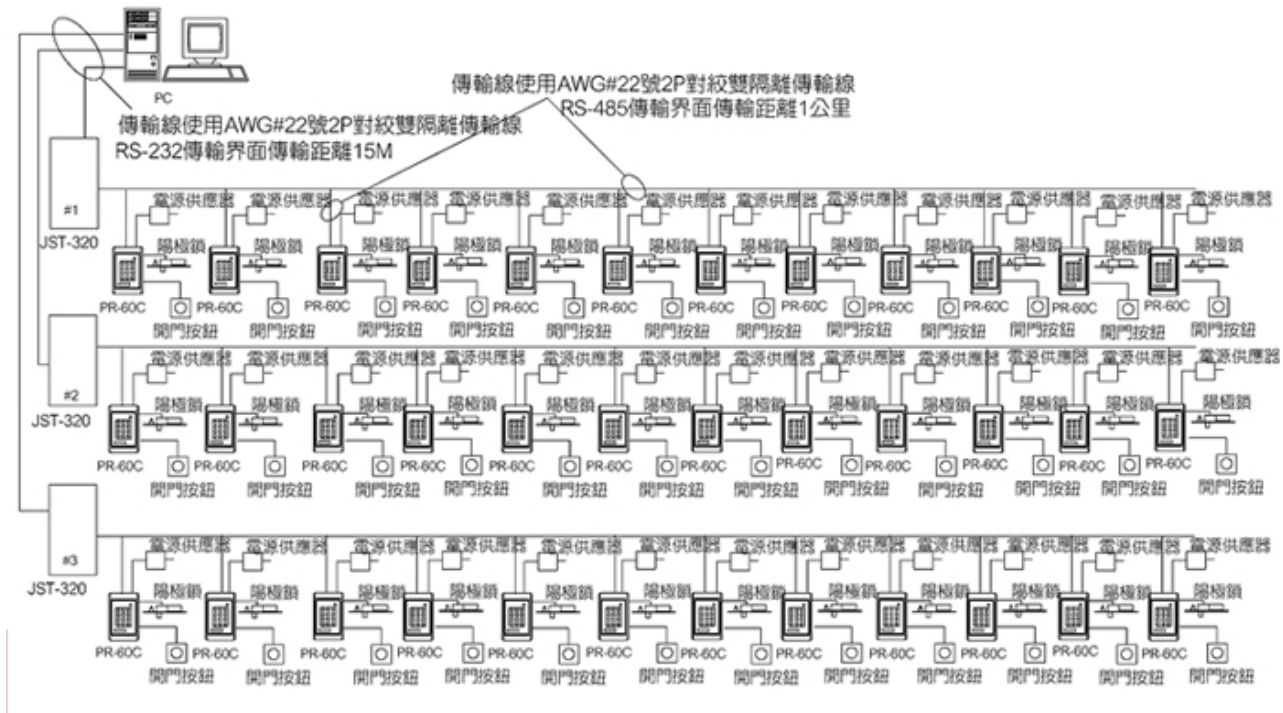 PC
傳輸線使用AWG#22號2P對絞雙隔離傳輸線
RS-485傳輸界面傳輸距離1公里
傳輸線使用AWG#22號2P對絞雙隔離傳輸線
RS-232傳輸界面傳輸距離15M
#1
JST-320
電源供應器 電源供應器 電源供應器 電源供應器 電源供應器 電源供應器 電源供應器 電源供應器 電源供應器 電源供應器 電源供應器 電源供應器
陽極鎖 陽極鎖 陽極鎖 陽極鎖 陽極鎖 陽極鎖 陽極鎖 陽極鎖 陽極鎖 陽極鎖 陽極鎖 陽極鎖
PR-60C PR-60C PR-60C PR-60C PR-60C PR-60C PR-60C PR-60C PR-60C PR-60C PR-60C PR-60C
開門按鈕 開門按鈕 開門按鈕 開門按鈕 開門按鈕 開門按鈕 開門按鈕 開門按鈕 開門按鈕 開門按鈕 開門按鈕 開門按鈕
#2
JST-320
電源供應器 電源供應器 電源供應器 電源供應器 電源供應器 電源供應器 電源供應器 電源供應器 電源供應器 電源供應器 電源供應器 電源供應器
陽極鎖 陽極鎖 陽極鎖 陽極鎖 陽極鎖 陽極鎖 陽極鎖 陽極鎖 陽極鎖 陽極鎖 陽極鎖 陽極鎖
PR-60C PR-60C PR-60C PR-60C PR-60C PR-60C PR-60C PR-60C PR-60C PR-60C PR-60C PR-60C
開門按鈕 開門按鈕 開門按鈕 開門按鈕 開門按鈕 開門按鈕 開門按鈕 開門按鈕 開門按鈕 開門按鈕 開門按鈕 開門按鈕
#3
JST-320
電源供應器 電源供應器 電源供應器 電源供應器 電源供應器 電源供應器 電源供應器 電源供應器 電源供應器 電源供應器 電源供應器 電源供應器
陽極鎖 陽極鎖 陽極鎖 陽極鎖 陽極鎖 陽極鎖 陽極鎖 陽極鎖 陽極鎖 陽極鎖 陽極鎖 陽極鎖
PR-60C PR-60C PR-60C PR-60C PR-60C PR-60C PR-60C PR-60C PR-60C PR-60C PR-60C PR-60C
開門按鈕 開門按鈕 開門按鈕 開門按鈕 開門按鈕 開門按鈕 開門按鈕 開門按鈕 開門按鈕 開門按鈕 開門按鈕 開門按鈕